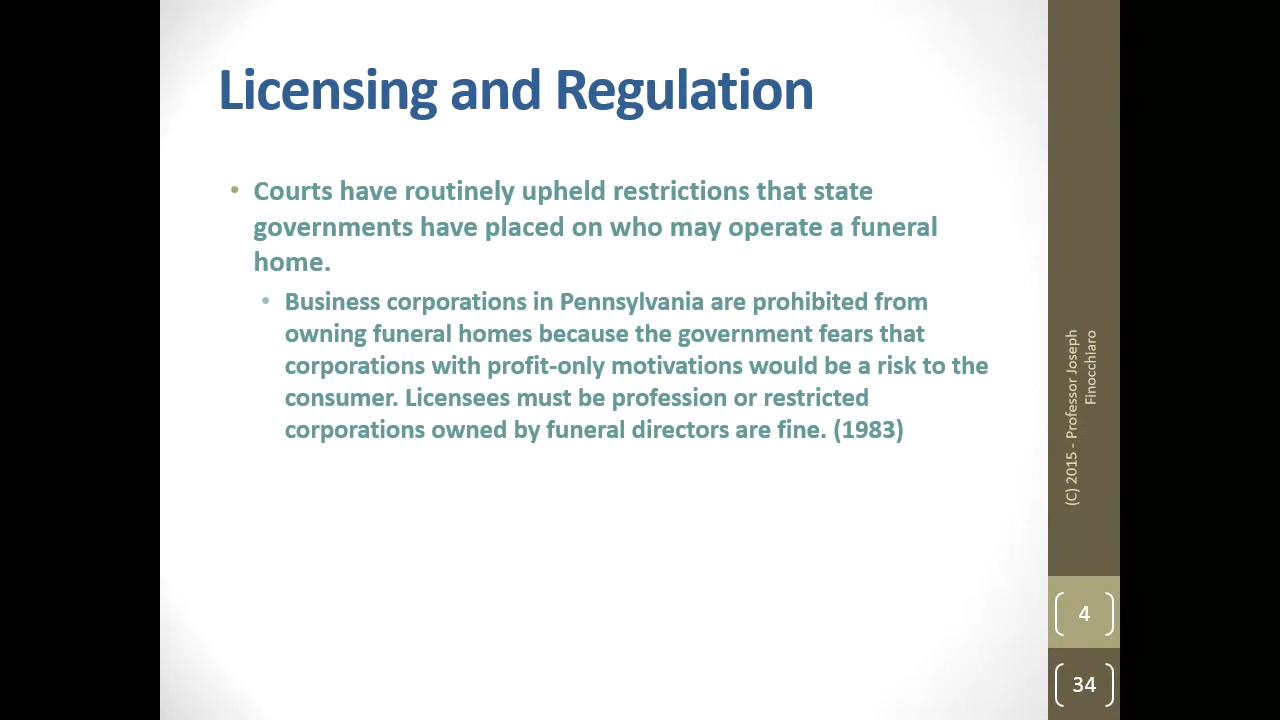 Licensing and Regulation
• Courts have routinely upheld restrictions that state
governments have placed on who may operate a funeral
home.
• Business corporations in Pennsylvania are prohibited from
owning funeral homes because the government fears that
corporations with profit-only motivations would be a risk to the
consumer. Licensees must be profession or restricted
corporations owned by funeral directors are fine. (1983)
(C) 2015 - Professor Joseph
Finocchiaro
4
34